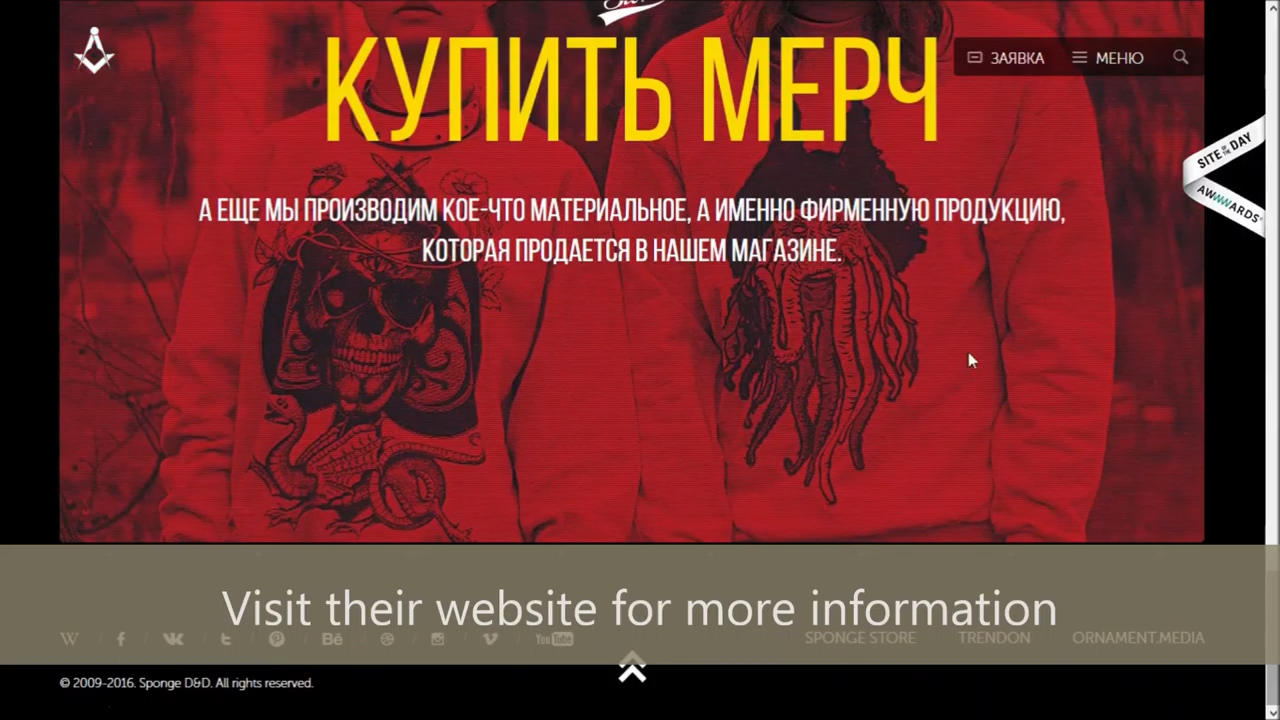 ЗАЯВКА
МЕНЮ
КУПИТЬ МЕРЧ
SITE OF THE DAY
AWWWARDS
А ЕЩЕ МЫ ПРОИЗВОДИМ КОЕ-ЧТО МАТЕРИАЛЬНОЕ, А ИМЕННО ФИРМЕННУЮ ПРОДУКЦИЮ,
КОТОРАЯ ПРОДАЕТСЯ В НАШЕМ МАГАЗИНЕ.
Visit their website for more information
SPONGE STORE TRENDON ORNAMENT.MEDIA
© 2009-2016. Sponge D&D. All rights reserved.